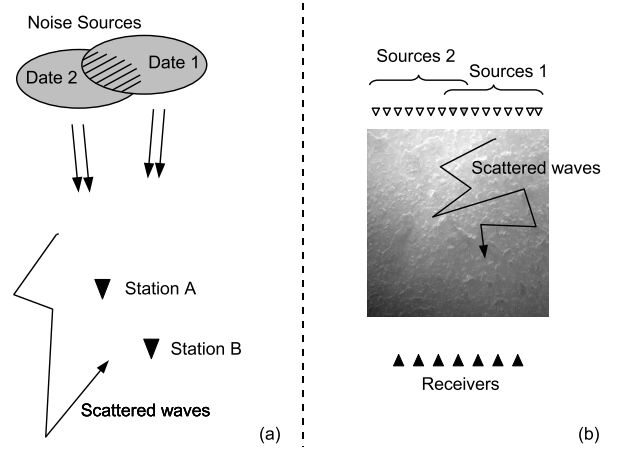 Noise Sources
Date 1
Date 2
Station A
Station B
Scattered waves
(a)
Sources 2
Sources 1
Scattered waves
Receivers
(b)